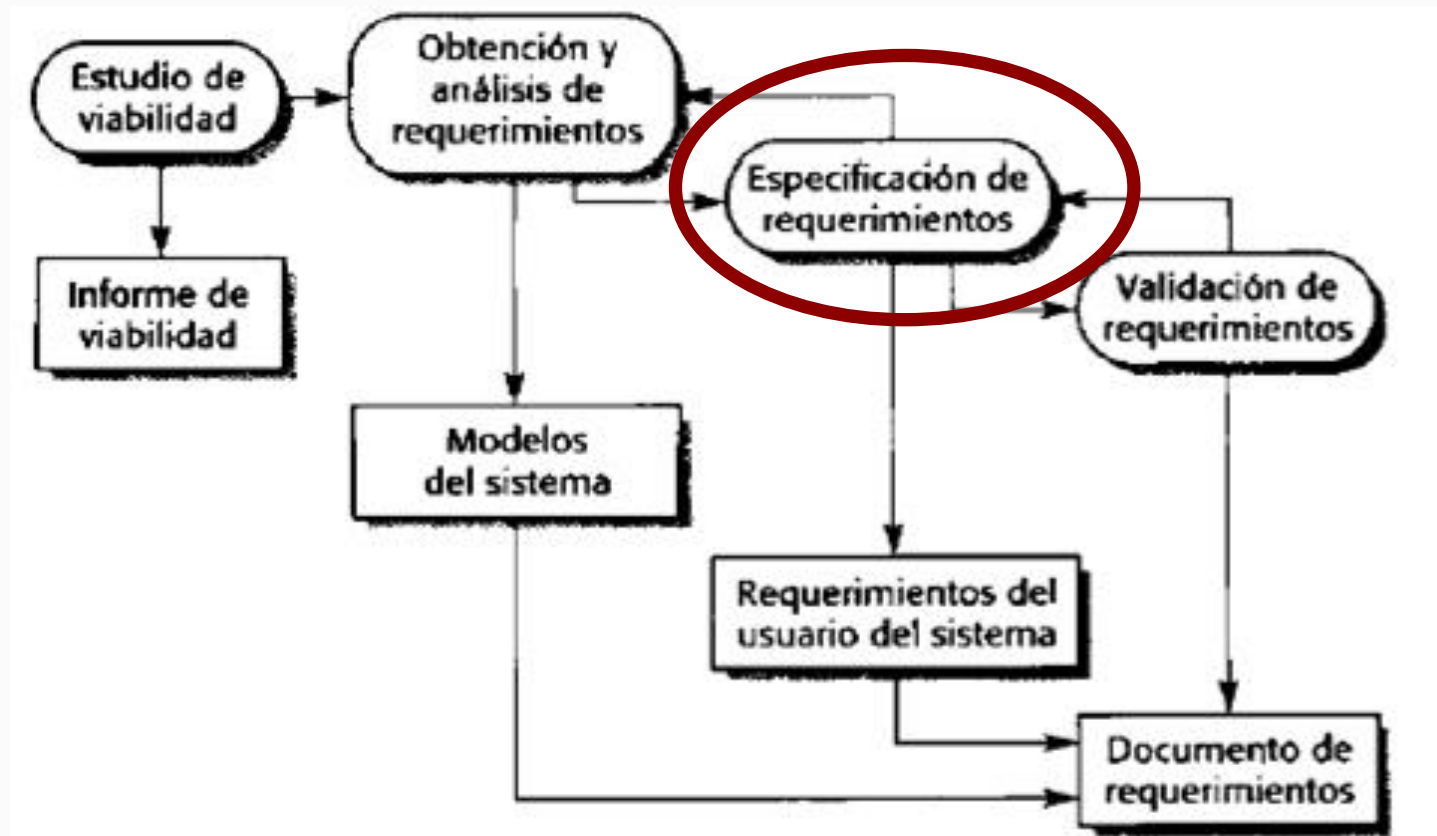 Estudio de
viabilidad
Obtención y
análisis de
requerimientos
Especificación de
requerimientos
Validación de
requerimientos
Informe de
viabilidad
Modelos
del sistema
Requerimientos del
usuario del sistema
Documento de
requerimientos